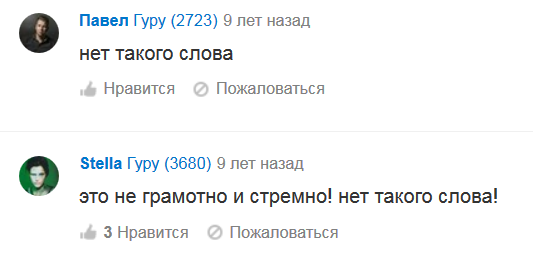 Павел Гуру (2723) 9 лет назад
нет такого слова
Нравится Пожаловаться
Stella Гуру (3680) 9 лет назад
это не грамотно и стремно! нет такого слова!
3 Нравится Пожаловаться